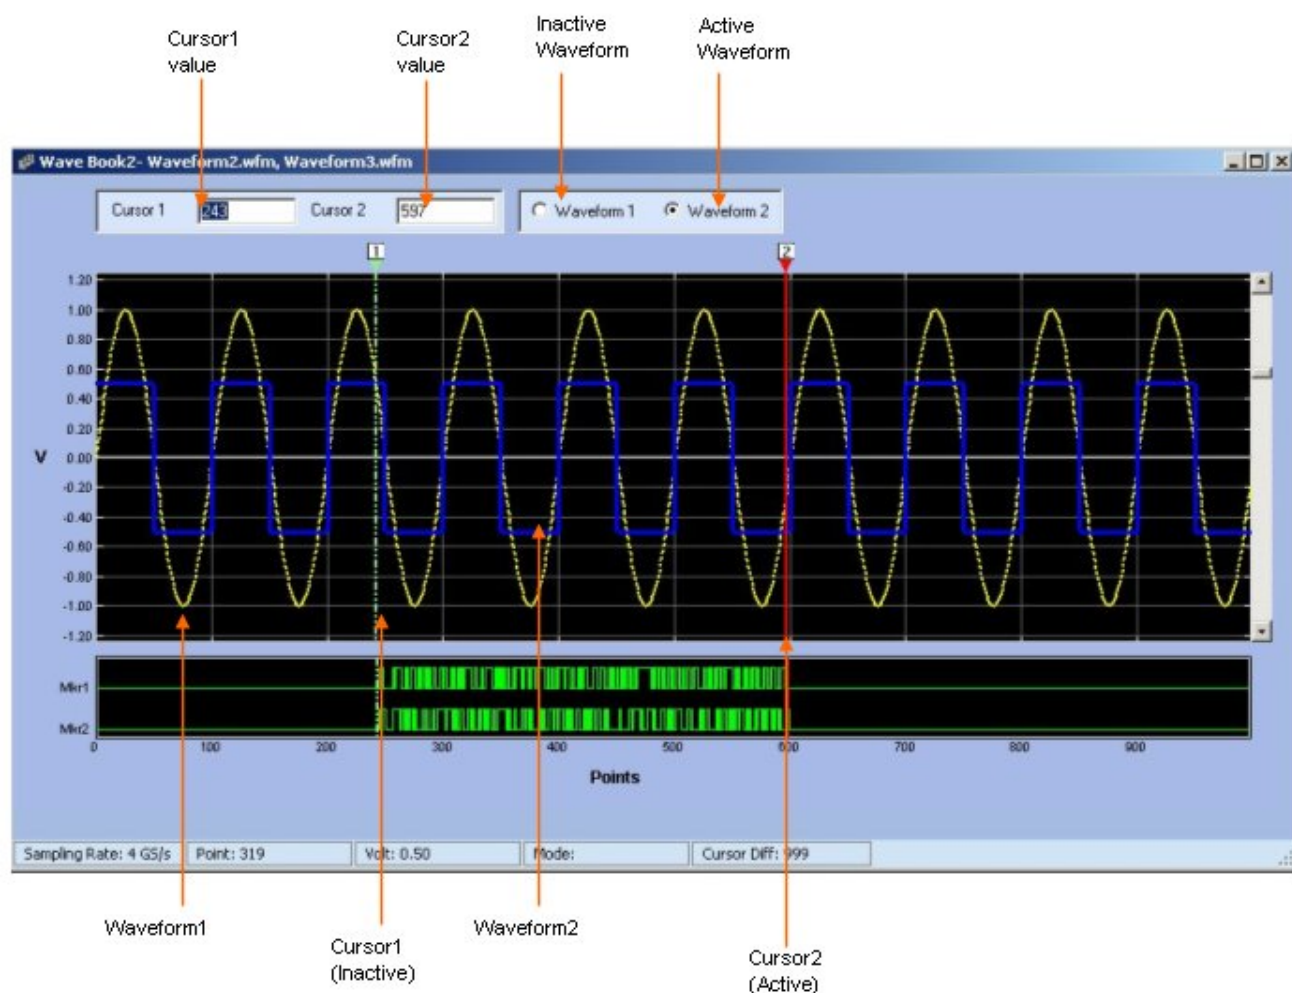 Cursor1
value
Cursor2
value
Inactive
Waveform
Active
Waveform
Wave Book2- Waveform2.wfm, Waveform3.wfm
Cursor 1 243 Cursor 2 597 Waveform 1 Waveform 2
1 2
1.20
1.00
0.80
0.60
0.40
0.20
V 0.00
-0.20
-0.40
-0.60
-0.80
-1.00
-1.20
Mkr1
Mkr2
0 100 200 300 400 500 600 700 800 900
Points
Sampling Rate: 4 GS/s Point: 319 Volt: 0.50 Mode: Cursor Diff: 999
Waveform1
Cursor1
(Inactive)
Waveform2
Cursor2
(Active)